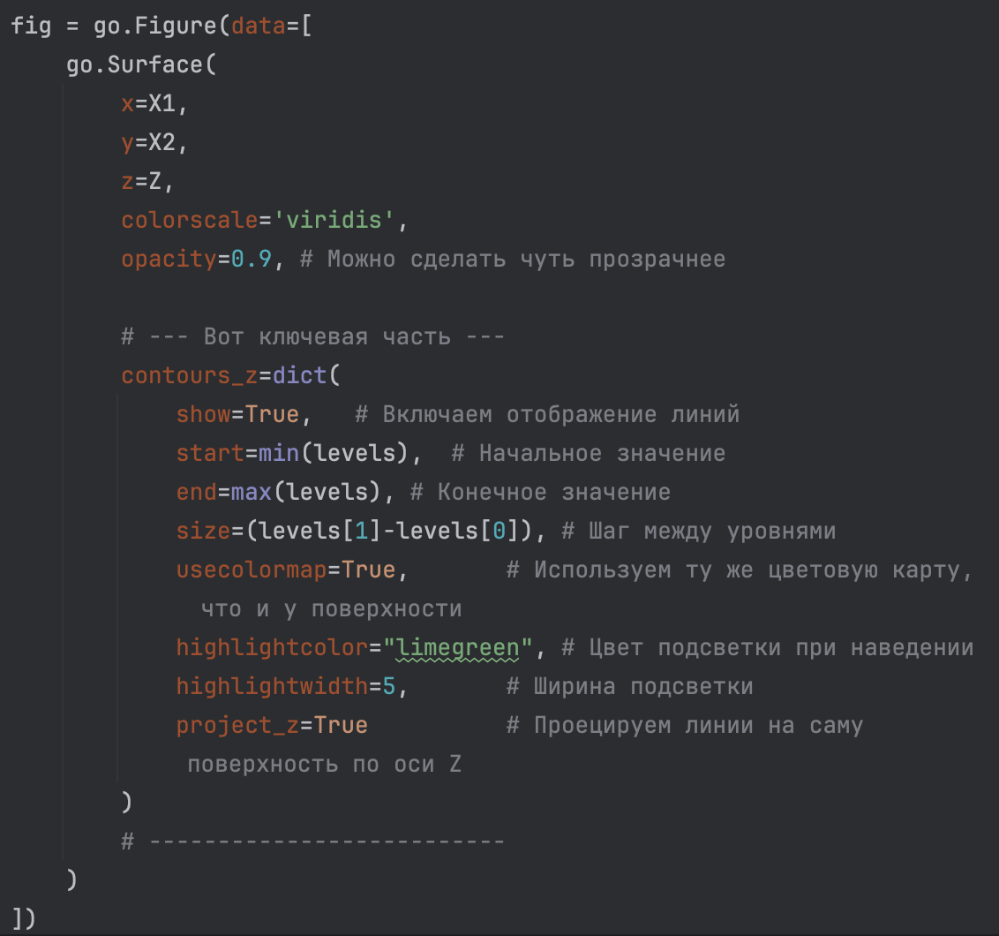 fig = go.Figure(data=[
    go.Surface(
        x=X1,
        y=X2,
        z=Z,
        colorscale='viridis',
        opacity=0.9, # Можно сделать чуть прозрачнее

        # --- Вот ключевая часть ---
        contours_z=dict(
            show=True,   # Включаем отображение линий
            start=min(levels),  # Начальное значение
            end=max(levels), # Конечное значение
            size=(levels[1]-levels[0]), # Шаг между уровнями
            usecolormap=True,       # Используем ту же цветовую карту,
              что и у поверхности
            highlightcolor="limegreen", # Цвет подсветки при наведении
            highlightwidth=5,       # Ширина подсветки
            project_z=True          # Проецируем линии на саму
             поверхность по оси Z
        )
        # --------------------------
    )
])